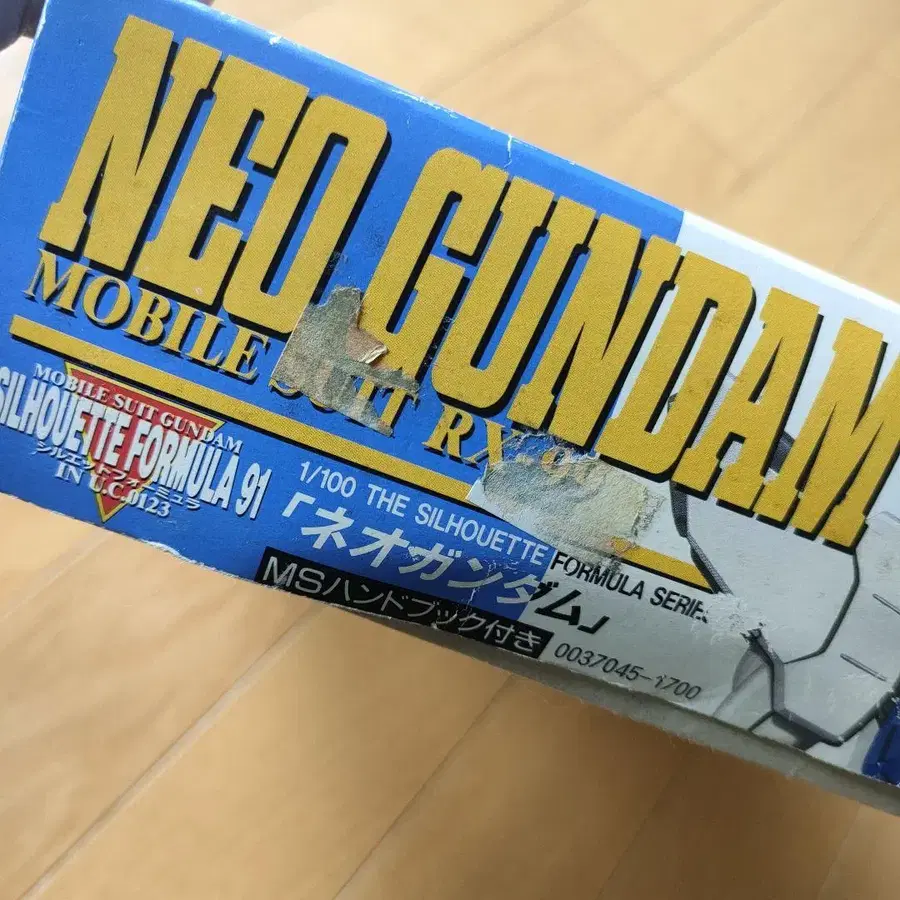 NEO GUNDAM
MOBILE SUIT RX
MOBILE SUIT GUNDAM
SILHOUETTE FORMULA 91
シルエットフォーミュラ
IN U.C.0123
1/100 THE SILHOUETTE FORMULA SERIES
「ネオガンダム」
MSハンドブック付き
0037045-1700